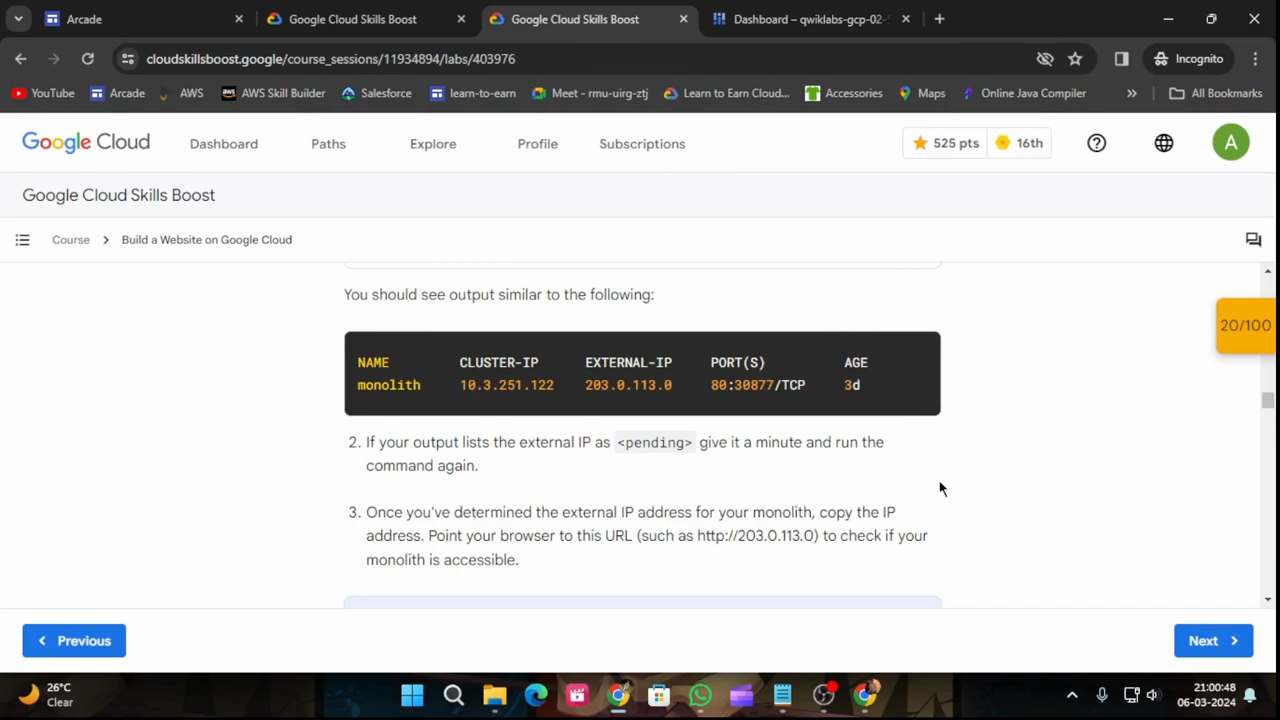 Arcade
Google Cloud Skills Boost
Google Cloud Skills Boost
Dashboard – qwiklabs-gcp-02-
cloudskillsboost.google/course_sessions/11934894/labs/403976
Incognito
YouTube
Arcade
AWS
AWS Skill Builder
Salesforce
learn-to-earn
Meet - rmu-uirg-ztj
Learn to Earn Cloud...
Accessories
Maps
Online Java Compiler
All Bookmarks
Google Cloud
Dashboard
Paths
Explore
Profile
Subscriptions
525 pts
16th
A
Google Cloud Skills Boost
Course
Build a Website on Google Cloud
You should see output similar to the following:
20/100
NAME CLUSTER-IP EXTERNAL-IP PORT(S) AGE
monolith 10.3.251.122 203.0.113.0 80:30877/TCP 3d
2. If your output lists the external IP as <pending> give it a minute and run the
command again.
3. Once you've determined the external IP address for your monolith, copy the IP
address. Point your browser to this URL (such as http://203.0.113.0) to check if your
monolith is accessible.
Previous
Next
26°C
Clear
21:00:48
06-03-2024